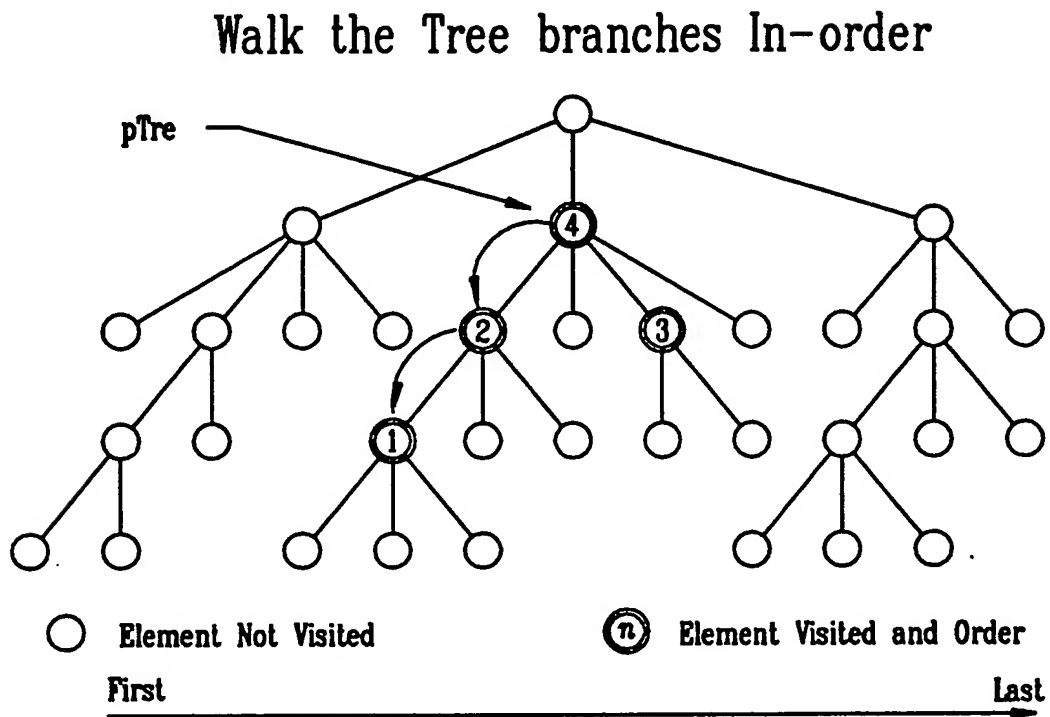 Walk the Tree branches In-order
pTre
4
2
3
1
Element Not Visited
n Element Visited and Order
First
Last